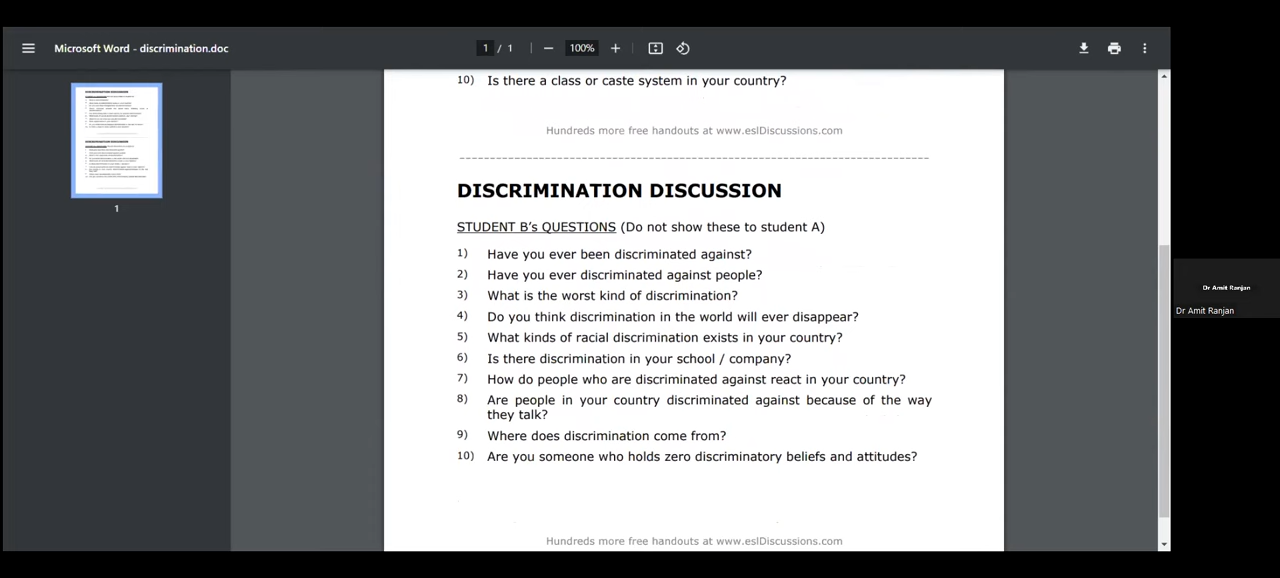 Microsoft Word - discrimination.doc
1 / 1
100%
10) Is there a class or caste system in your country?
Hundreds more free handouts at www.eslDiscussions.com
DISCRIMINATION DISCUSSION
STUDENT B's QUESTIONS (Do not show these to student A)
1) Have you ever been discriminated against?
2) Have you ever discriminated against people?
3) What is the worst kind of discrimination?
4) Do you think discrimination in the world will ever disappear?
5) What kinds of racial discrimination exists in your country?
6) Is there discrimination in your school / company?
7) How do people who are discriminated against react in your country?
8) Are people in your country discriminated against because of the way
they talk?
9) Where does discrimination come from?
10) Are you someone who holds zero discriminatory beliefs and attitudes?
Hundreds more free handouts at www.eslDiscussions.com
DISCRIMINATION DISCUSSION
DISCRIMINATION DISCUSSION
1
Dr Amit Ranjan
Dr Amit Ranjan